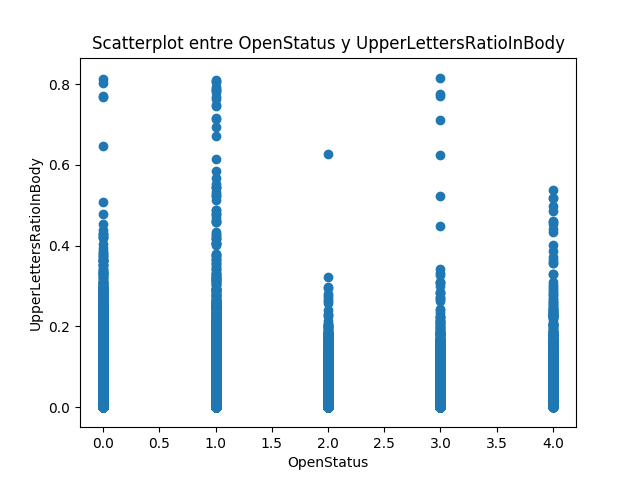 Scatterplot entre OpenStatus y UpperLettersRatioInBody
UpperLettersRatioInBody
0.8
0.6
0.4
0.2
0.0
0.0 0.5 1.0 1.5 2.0 2.5 3.0 3.5 4.0
OpenStatus